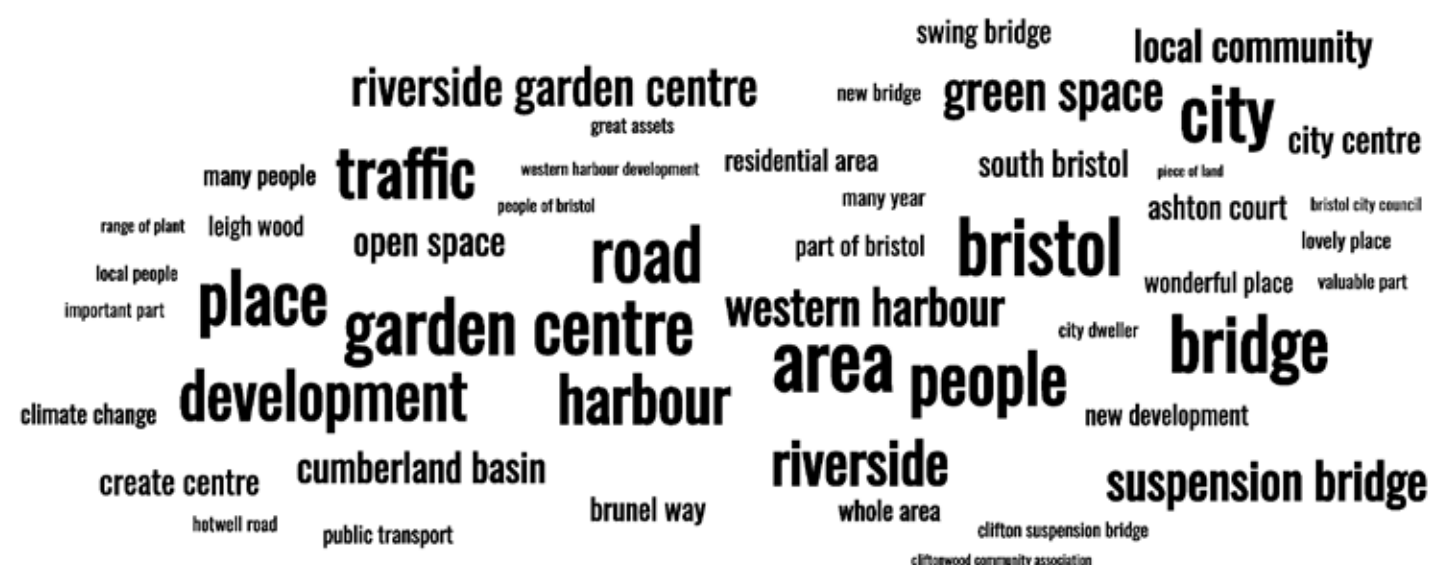 swing bridge
local community
riverside garden centre
new bridge
green space
city
great assets
city centre
many people
traffic
western harbour development
residential area
south bristol
piece of land
people of bristol
many year
ashton court
bristol city council
range of plant
leigh wood
open space
road
part of bristol
bristol
lovely place
local people
place
wonderful place
valuable part
important part
garden centre
western harbour
city dweller
bridge
area
people
climate change
development
harbour
new development
create centre
cumberland basin
riverside
suspension bridge
hotwell road
public transport
brunel way
whole area
clifton suspension bridge
cliftonwood community association